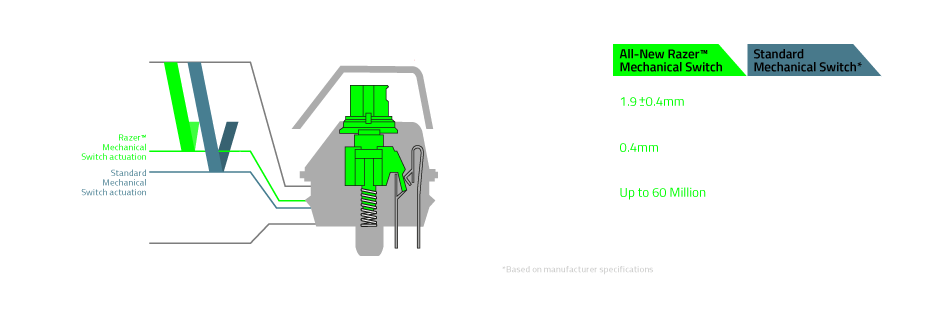 All-New Razer™
Mechanical Switch
Standard
Mechanical Switch*
1.9 ±0.4mm
Razer™
Mechanical
Switch actuation
0.4mm
Standard
Mechanical
Switch actuation
Up to 60 Million
*Based on manufacturer specifications